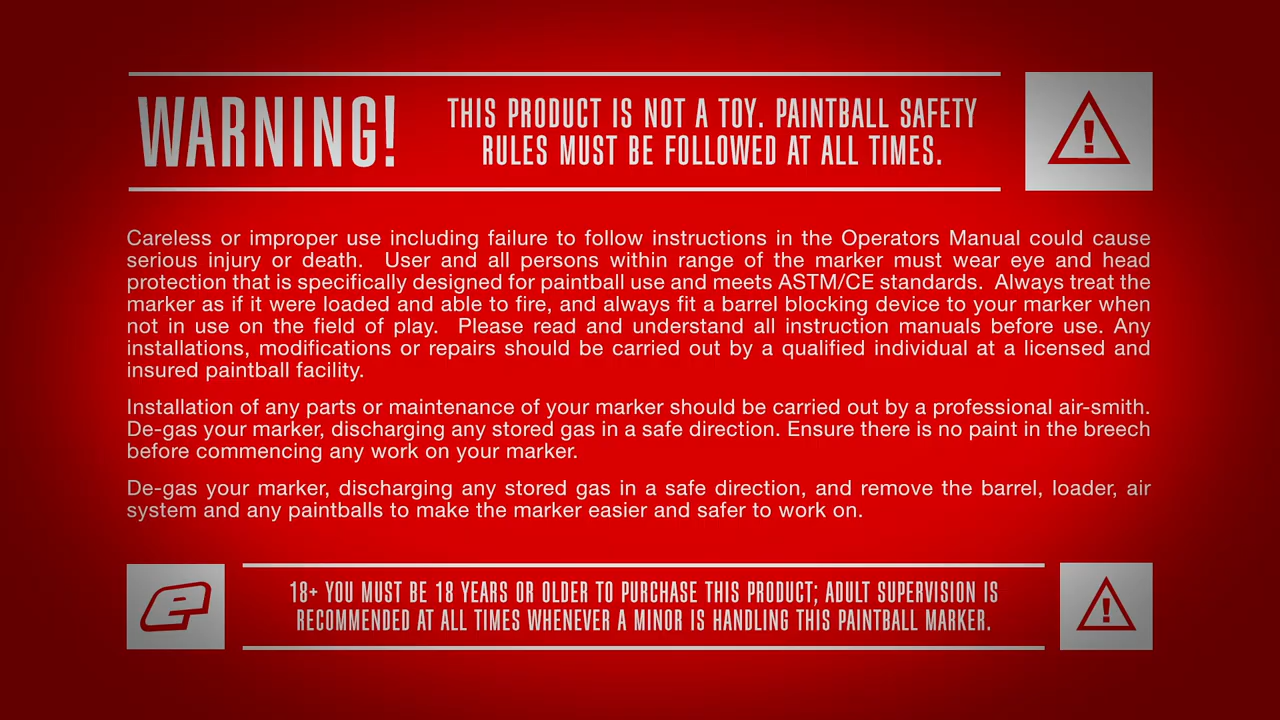 WARNING!
THIS PRODUCT IS NOT A TOY. PAINTBALL SAFETY
RULES MUST BE FOLLOWED AT ALL TIMES.
!
Careless or improper use including failure to follow instructions in the Operators Manual could cause
serious injury or death.  User and all persons within range of the marker must wear eye and head
protection that is specifically designed for paintball use and meets ASTM/CE standards.  Always treat the
marker as if it were loaded and able to fire, and always fit a barrel blocking device to your marker when
not in use on the field of play.  Please read and understand all instruction manuals before use. Any
installations, modifications or repairs should be carried out by a qualified individual at a licensed and
insured paintball facility.
Installation of any parts or maintenance of your marker should be carried out by a professional air-smith.
De-gas your marker, discharging any stored gas in a safe direction. Ensure there is no paint in the breech
before commencing any work on your marker.
De-gas your marker, discharging any stored gas in a safe direction, and remove the barrel, loader, air
system and any paintballs to make the marker easier and safer to work on.
e
18+ YOU MUST BE 18 YEARS OR OLDER TO PURCHASE THIS PRODUCT; ADULT SUPERVISION IS
RECOMMENDED AT ALL TIMES WHENEVER A MINOR IS HANDLING THIS PAINTBALL MARKER.
!